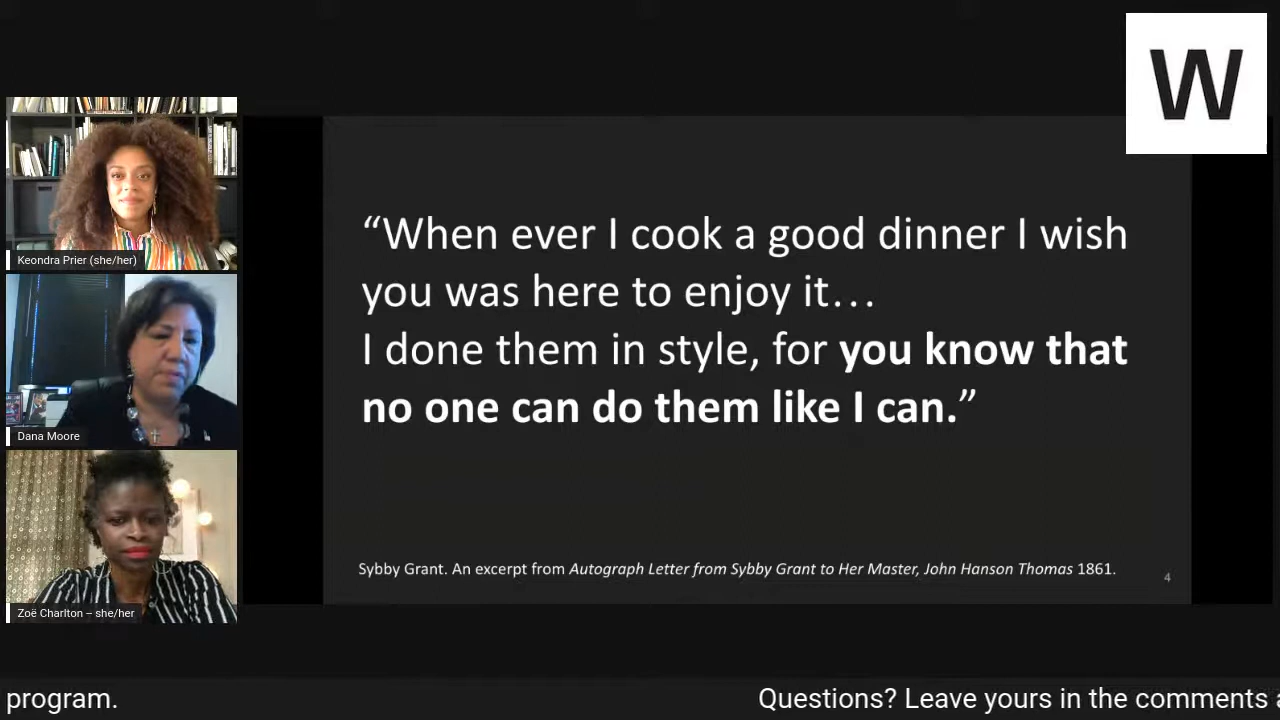 W
Keondra Prier (she/her)
Dana Moore
Zoë Charlton – she/her
“When ever I cook a good dinner I wish
you was here to enjoy it…
I done them in style, for you know that
no one can do them like I can.”
Sybby Grant. An excerpt from Autograph Letter from Sybby Grant to Her Master, John Hanson Thomas 1861.
4
program.
Questions? Leave yours in the comments